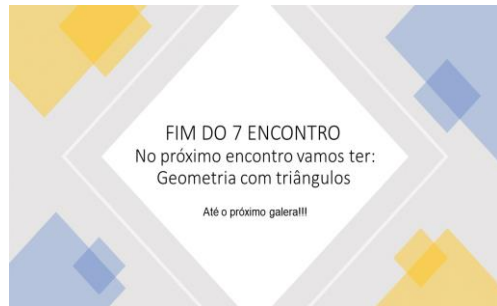 FIM DO 7 ENCONTRO
No próximo encontro vamos ter:
Geometria com triângulos
Até o próximo galera!!!